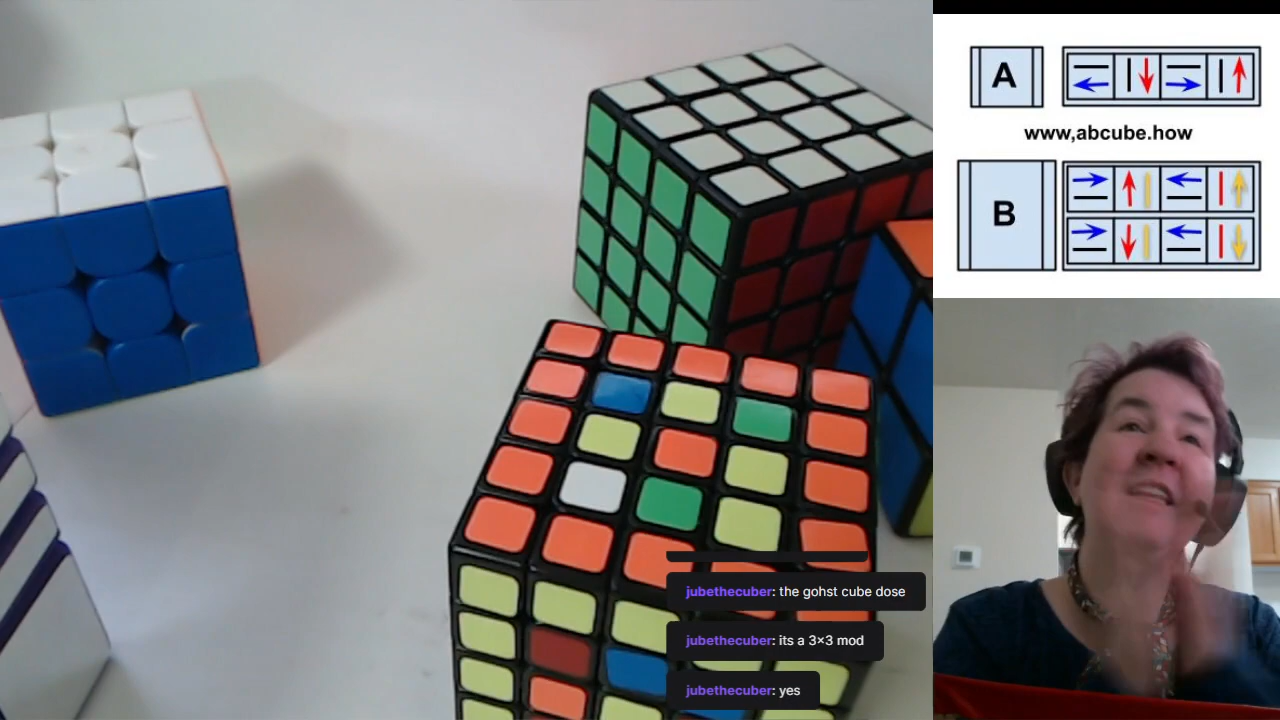 A
www,abcube.how
B
jubethecuber: the gohst cube dose
jubethecuber: its a 3×3 mod
jubethecuber: yes